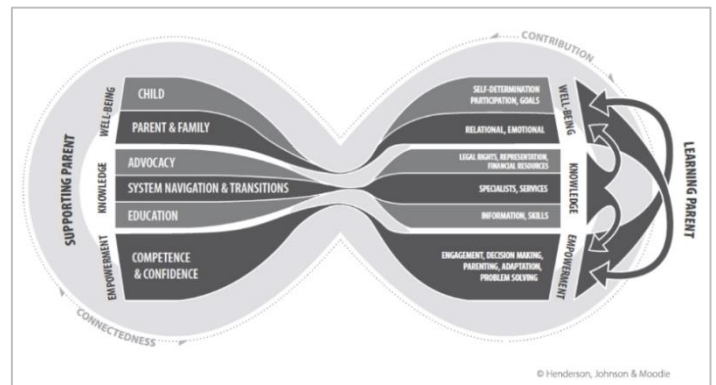 CONTRIBUTION
SUPPORTING PARENT
WELL-BEING
CHILD
PARENT & FAMILY
KNOWLEDGE
ADVOCACY
SYSTEM NAVIGATION & TRANSITIONS
EDUCATION
EMPOWERMENT
COMPETENCE
& CONFIDENCE
CONNECTEDNESS
SELF-DETERMINATION
PARTICIPATION, GOALS
RELATIONAL, EMOTIONAL
WELL-BEING
LEGAL RIGHTS, REPRESENTATION,
FINANCIAL RESOURCES
SPECIALISTS, SERVICES
INFORMATION, SKILLS
KNOWLEDGE
ENGAGEMENT, DECISION MAKING,
PARENTING, ADAPTATION,
PROBLEM SOLVING
EMPOWERMENT
LEARNING PARENT
© Henderson, Johnson & Moodie